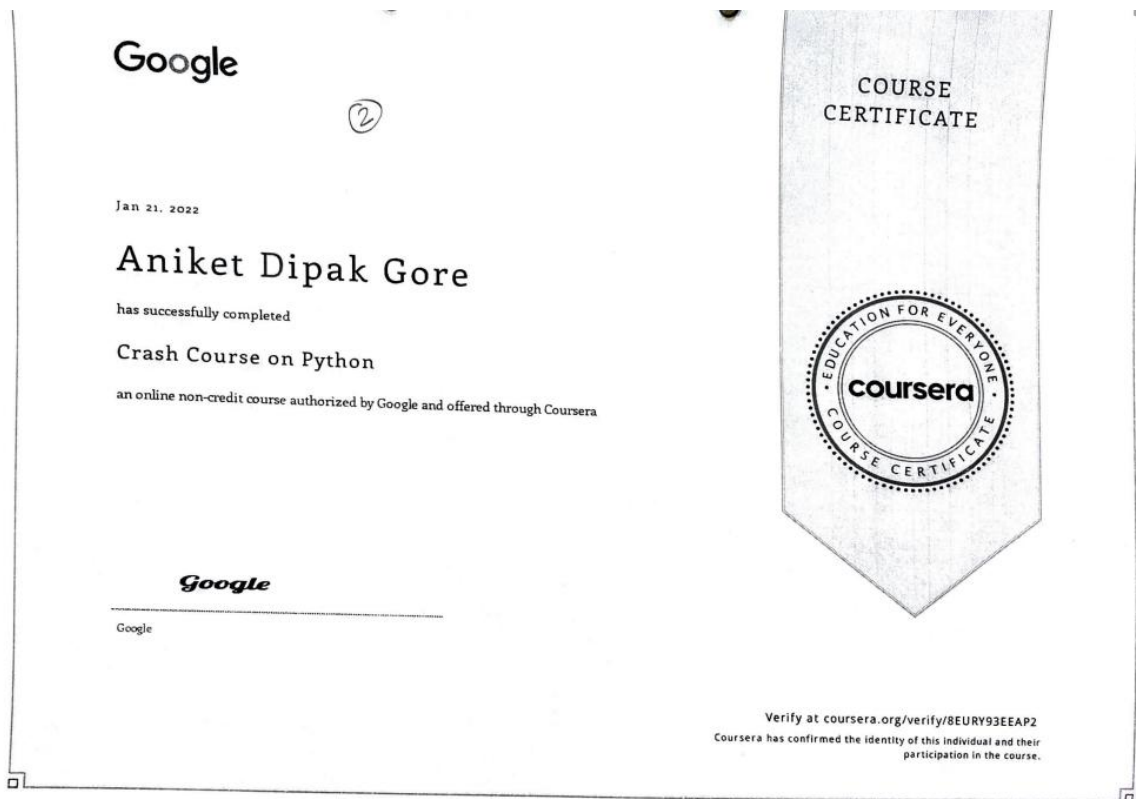 Google
2
Jan 21, 2022
Aniket Dipak Gore
has successfully completed
Crash Course on Python
an online non-credit course authorized by Google and offered through Coursera
Google
Google
COURSE
CERTIFICATE
EDUCATION FOR EVERYONE
coursera
COURSE CERTIFICATE
Verify at coursera.org/verify/8EURY93EEAP2
Coursera has confirmed the identity of this individual and their
participation in the course.